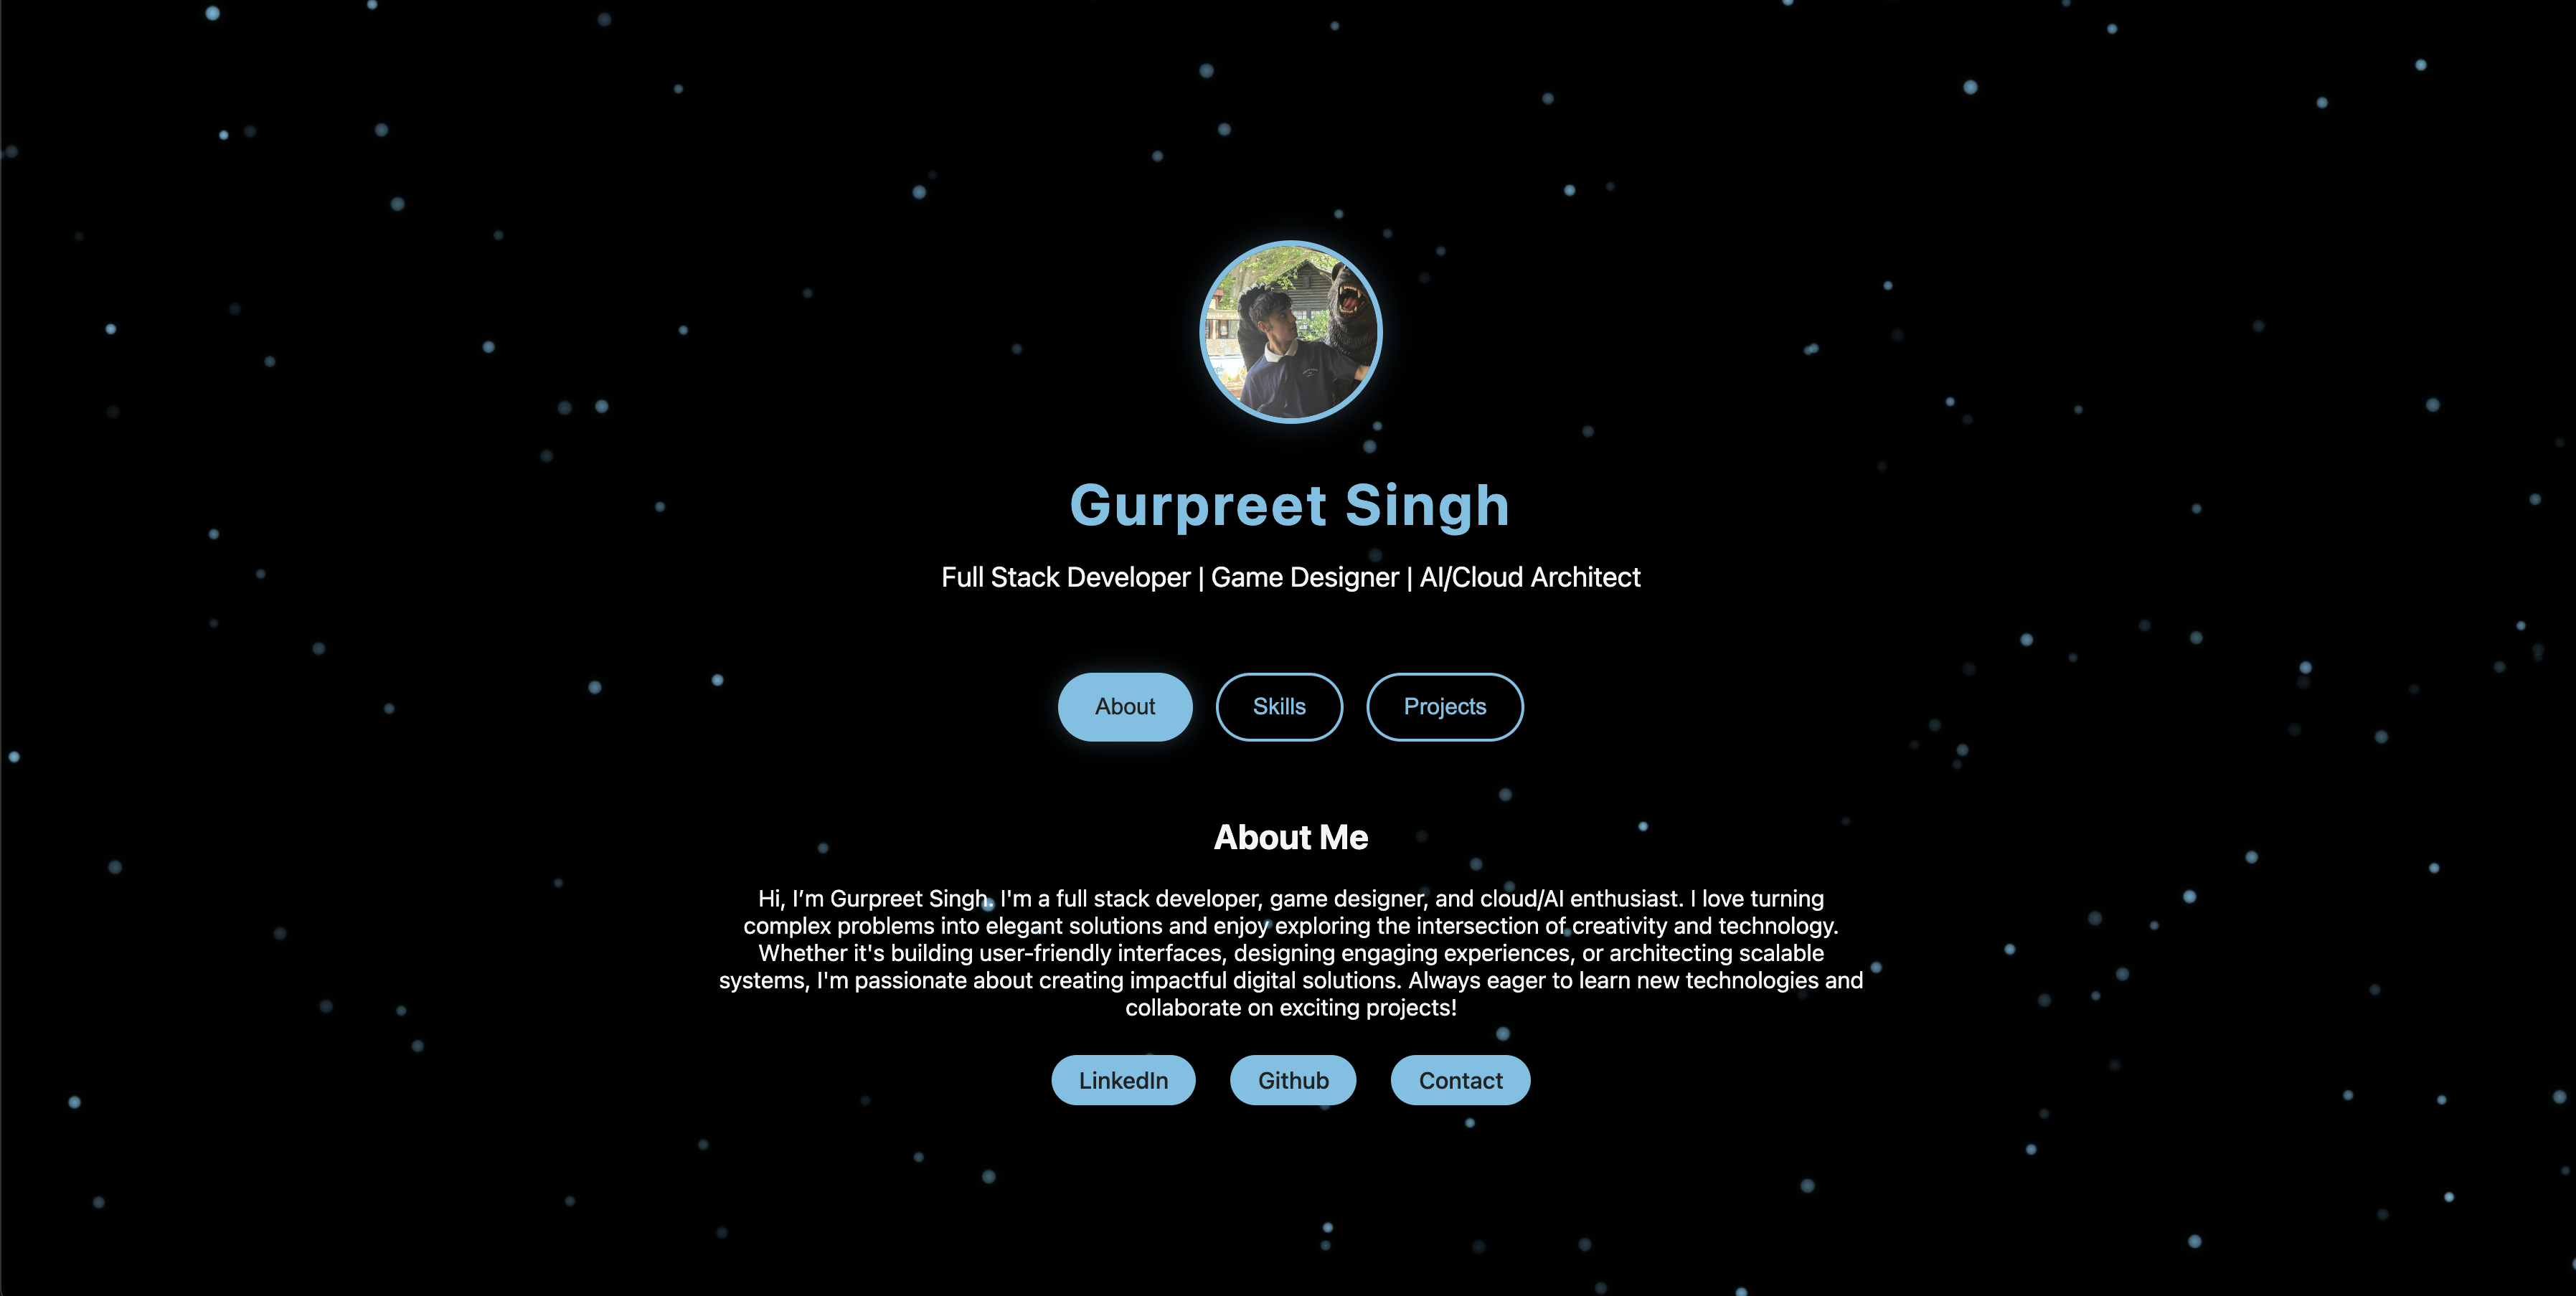 Gurpreet Singh
Full Stack Developer | Game Designer | AI/Cloud Architect
About
Skills
Projects
About Me
Hi, I’m Gurpreet Singh. I'm a full stack developer, game designer, and cloud/AI enthusiast. I love turning
complex problems into elegant solutions and enjoy exploring the intersection of creativity and technology.
Whether it's building user-friendly interfaces, designing engaging experiences, or architecting scalable
systems, I'm passionate about creating impactful digital solutions. Always eager to learn new technologies and
collaborate on exciting projects!
LinkedIn
Github
Contact